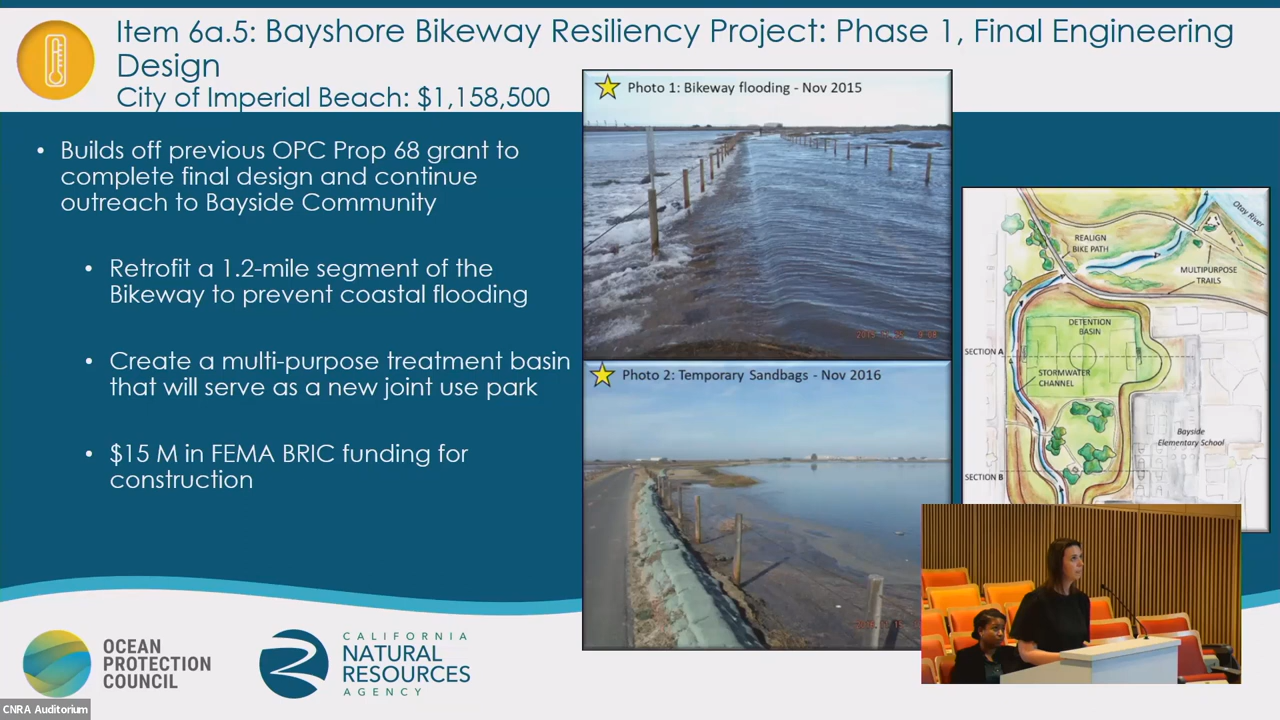 Item 6a.5: Bayshore Bikeway Resiliency Project: Phase 1, Final Engineering
Design
City of Imperial Beach: $1,158,500
• Builds off previous OPC Prop 68 grant to
complete final design and continue
outreach to Bayside Community
• Retrofit a 1.2-mile segment of the
Bikeway to prevent coastal flooding
• Create a multi-purpose treatment basin
that will serve as a new joint use park
• $15 M in FEMA BRIC funding for
construction
Photo 1: Bikeway flooding - Nov 2015
Photo 2: Temporary Sandbags - Nov 2016
Otay River
REALIGN
BIKE PATH
MULTIPURPOSE
TRAILS
DETENTION
BASIN
SECTION A
STORMWATER
CHANNEL
Bayside
Elementary School
SECTION B
OCEAN
PROTECTION
COUNCIL
CALIFORNIA
NATURAL
RESOURCES
AGENCY
CNRA Auditorium